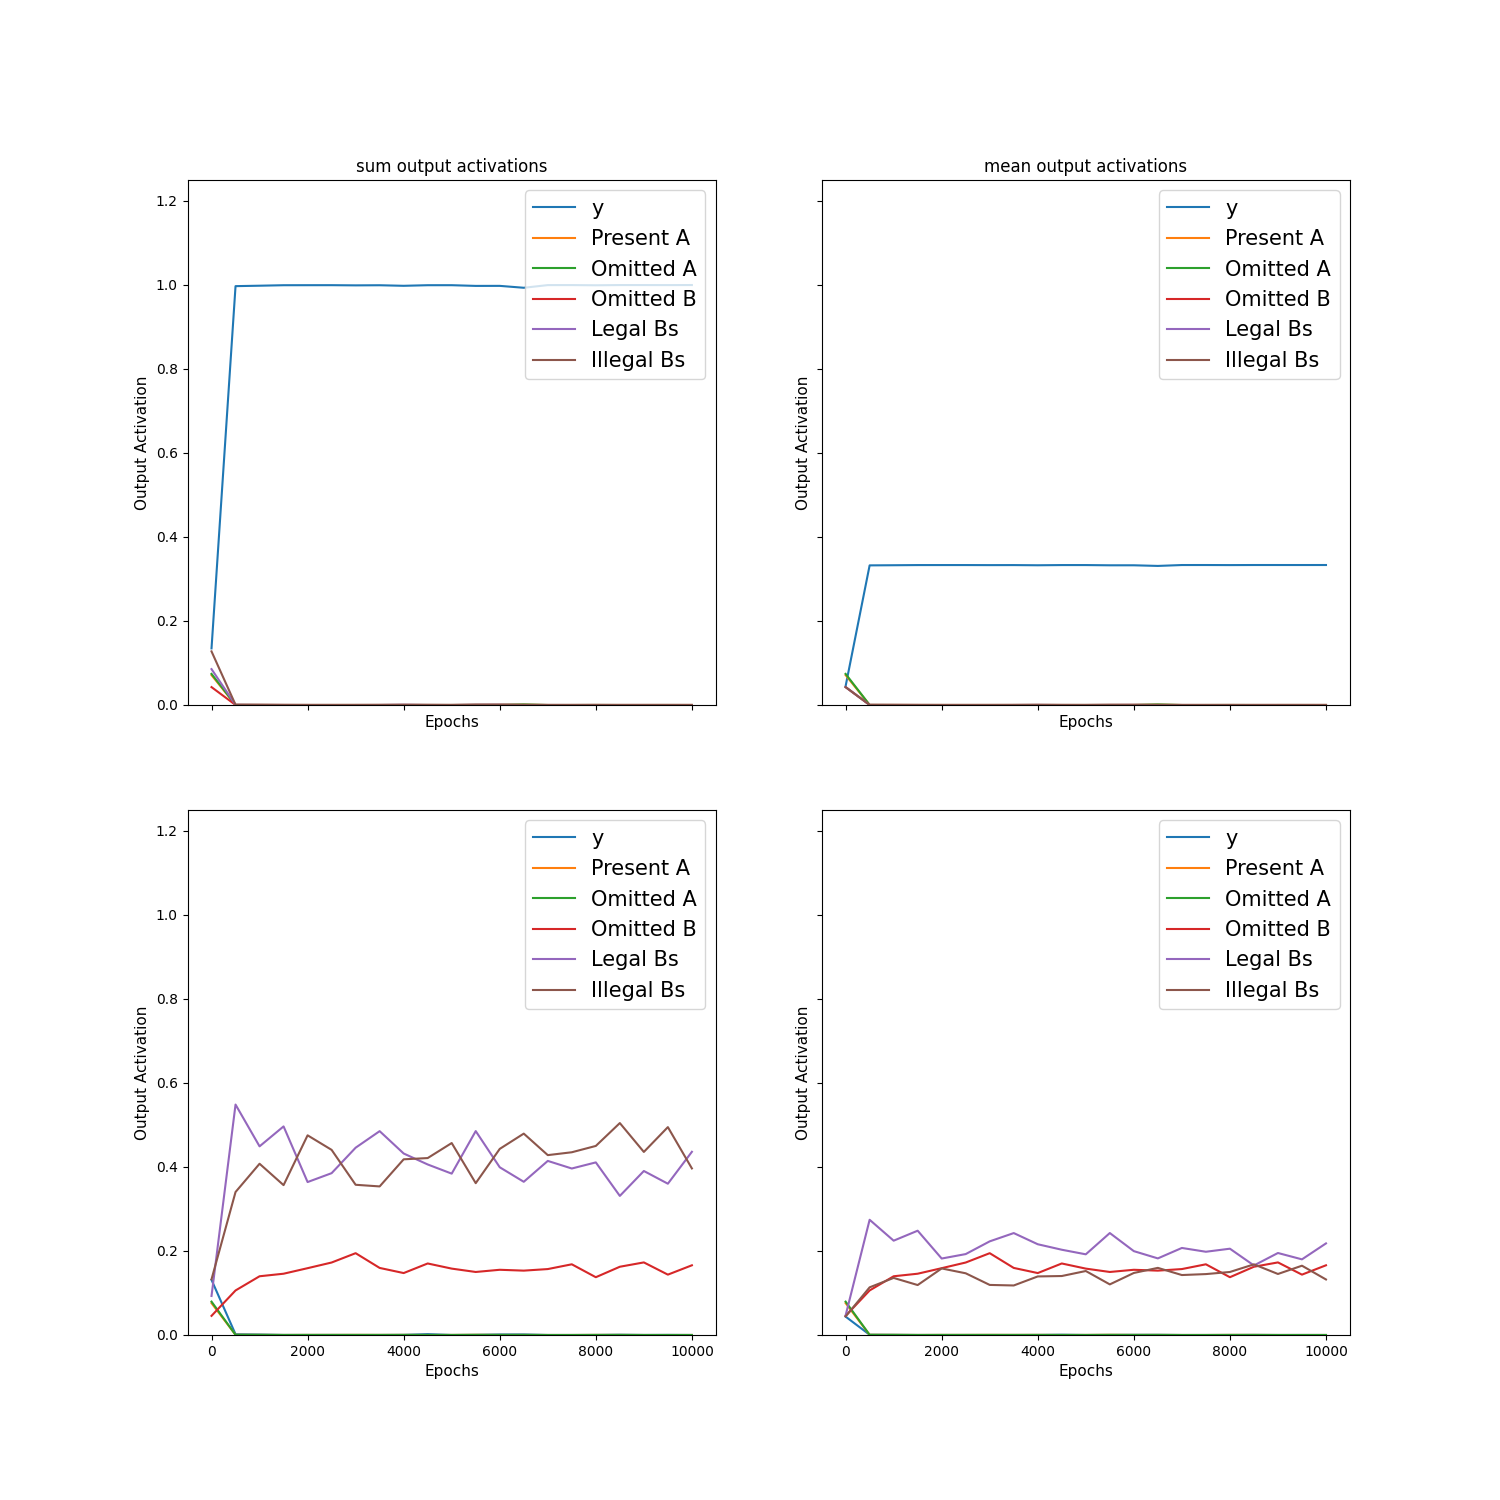 sum output activations
mean output activations
1.2
1.0
0.8
0.6
0.4
0.2
0.0
Output Activation
y
Present A
Omitted A
Omitted B
Legal Bs
Illegal Bs
Epochs
Output Activation
y
Present A
Omitted A
Omitted B
Legal Bs
Illegal Bs
Epochs
1.2
1.0
0.8
0.6
0.4
0.2
0.0
Output Activation
y
Present A
Omitted A
Omitted B
Legal Bs
Illegal Bs
0 2000 4000 6000 8000 10000
Epochs
Output Activation
y
Present A
Omitted A
Omitted B
Legal Bs
Illegal Bs
0 2000 4000 6000 8000 10000
Epochs